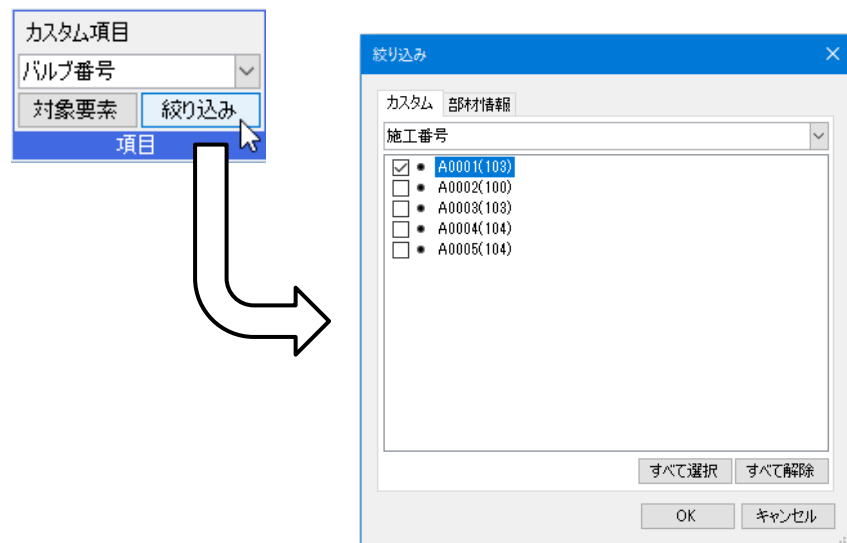 カスタム項目
バルブ番号
対象要素 絞り込み
項目
絞り込み
カスタム 部材情報
施工番号
A0001(103)
A0002(100)
A0003(103)
A0004(104)
A0005(104)
すべて選択 すべて解除
OK キャンセル